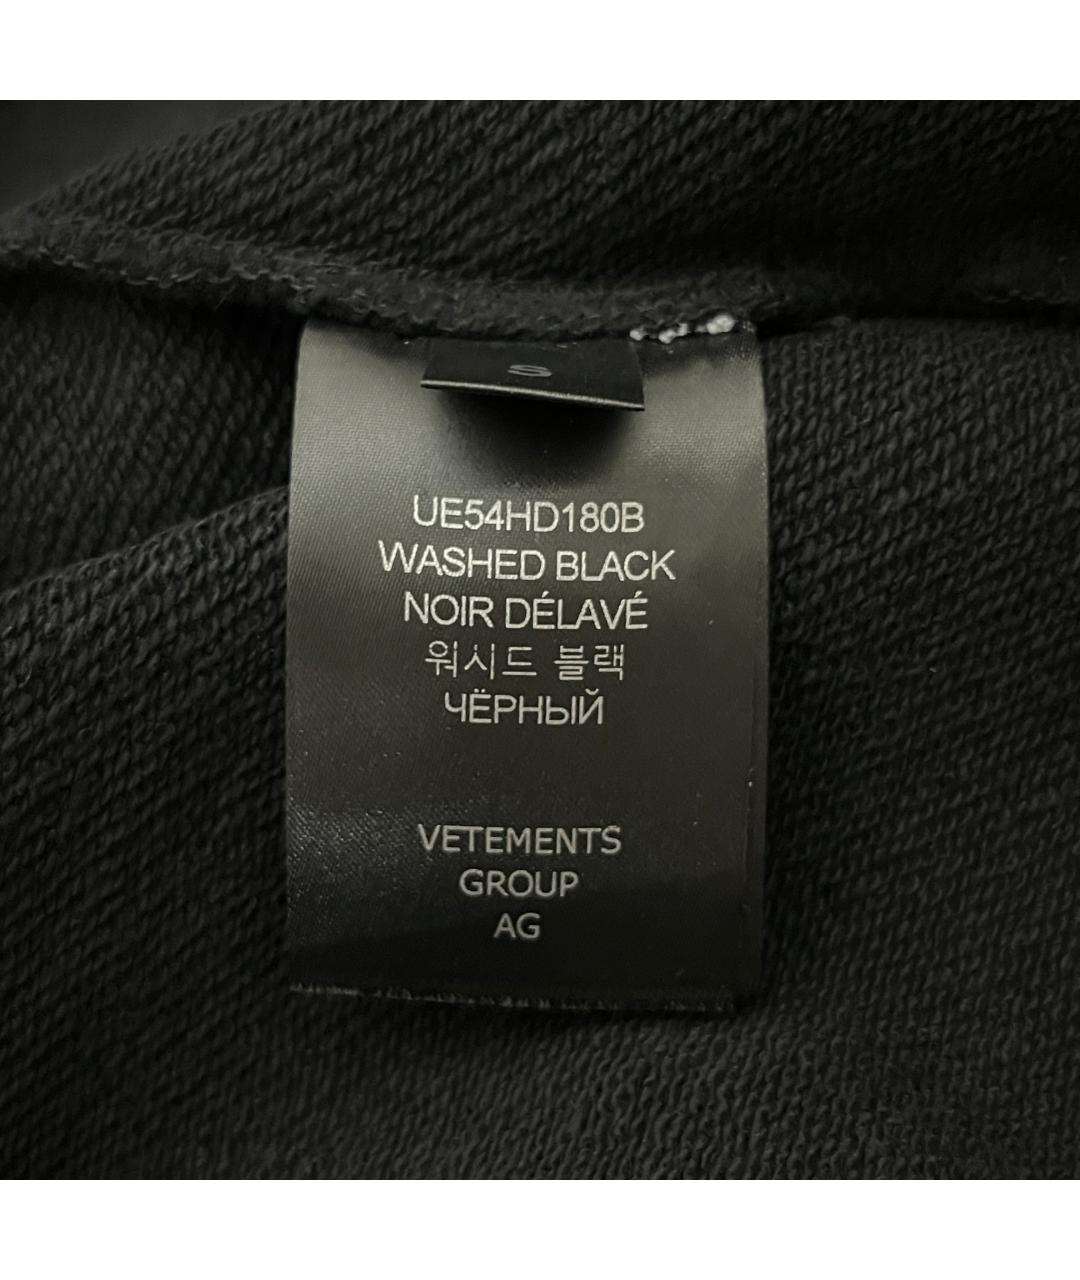 S
UE54HD180B
WASHED BLACK
NOIR DÉLAVÉ
워시드 블랙
ЧЁРНЫЙ
VETEMENTS
GROUP
AG